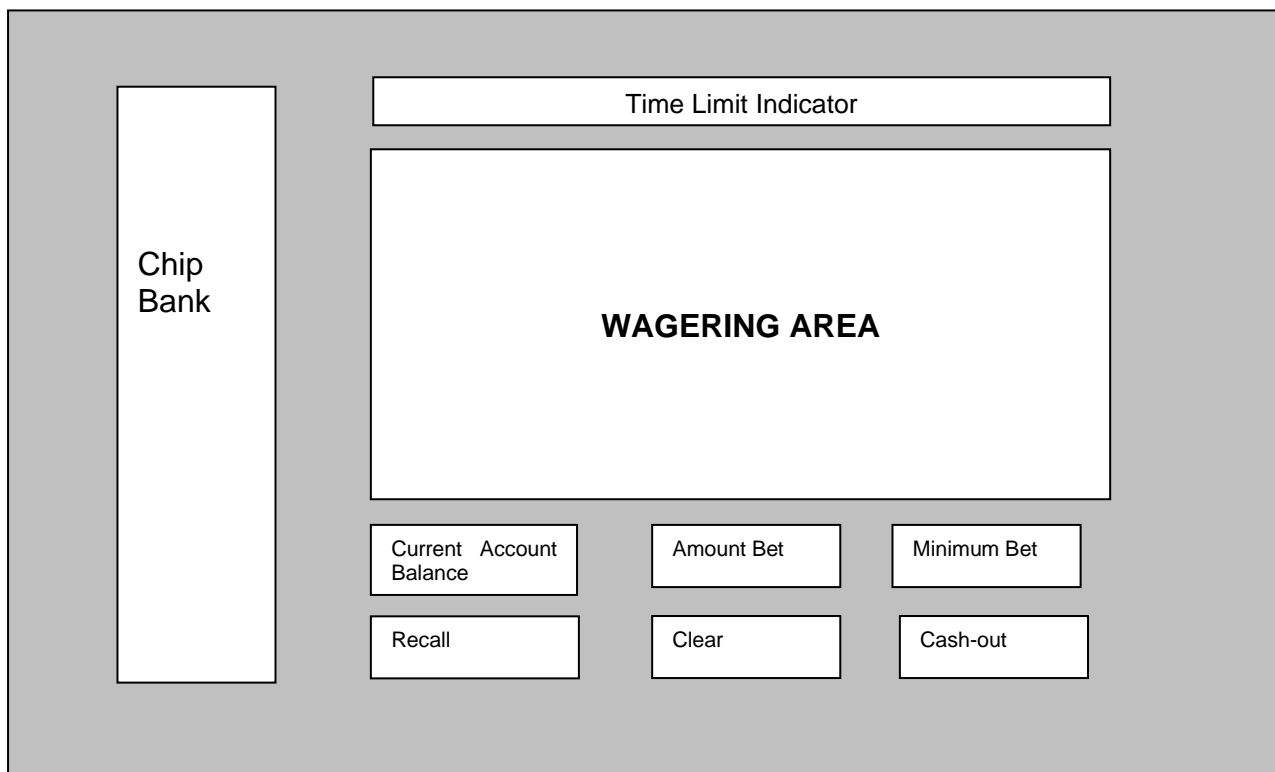 Time Limit Indicator
Chip
Bank
WAGERING AREA
Current Account
Balance
Amount Bet
Minimum Bet
Recall
Clear
Cash-out